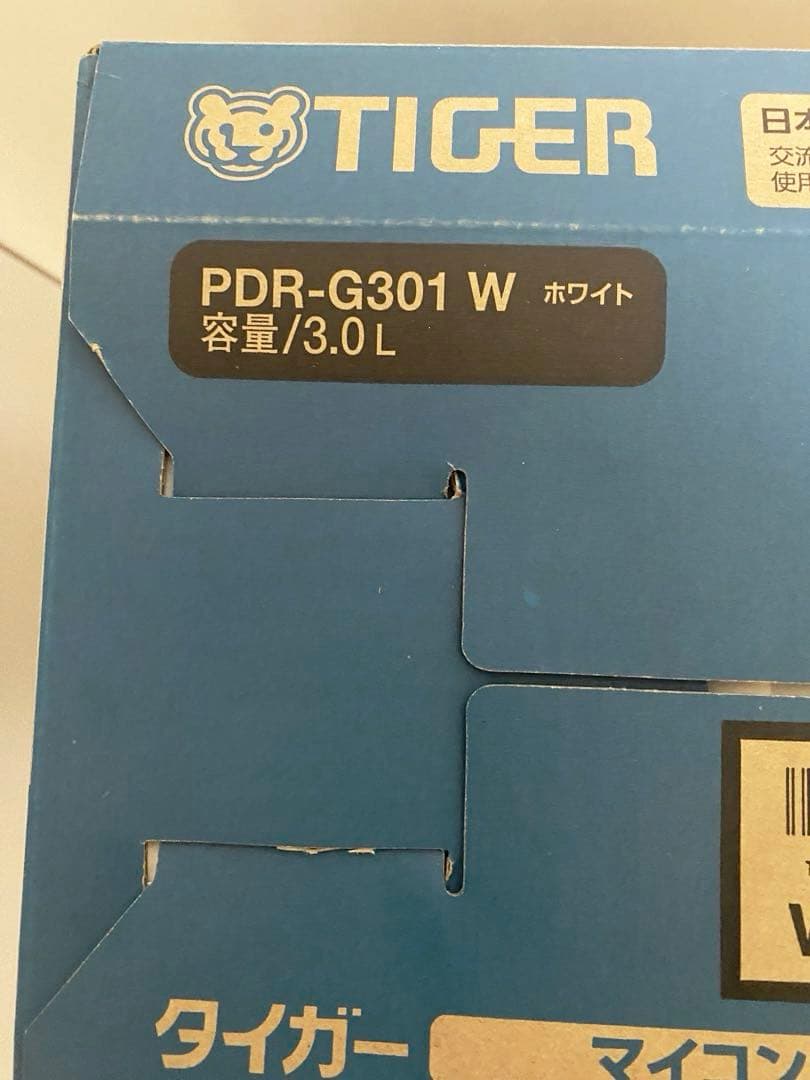 TIGER
日本
交流
使用
PDR-G301 W ホワイト
容量/3.0L
タイガー
マイコン